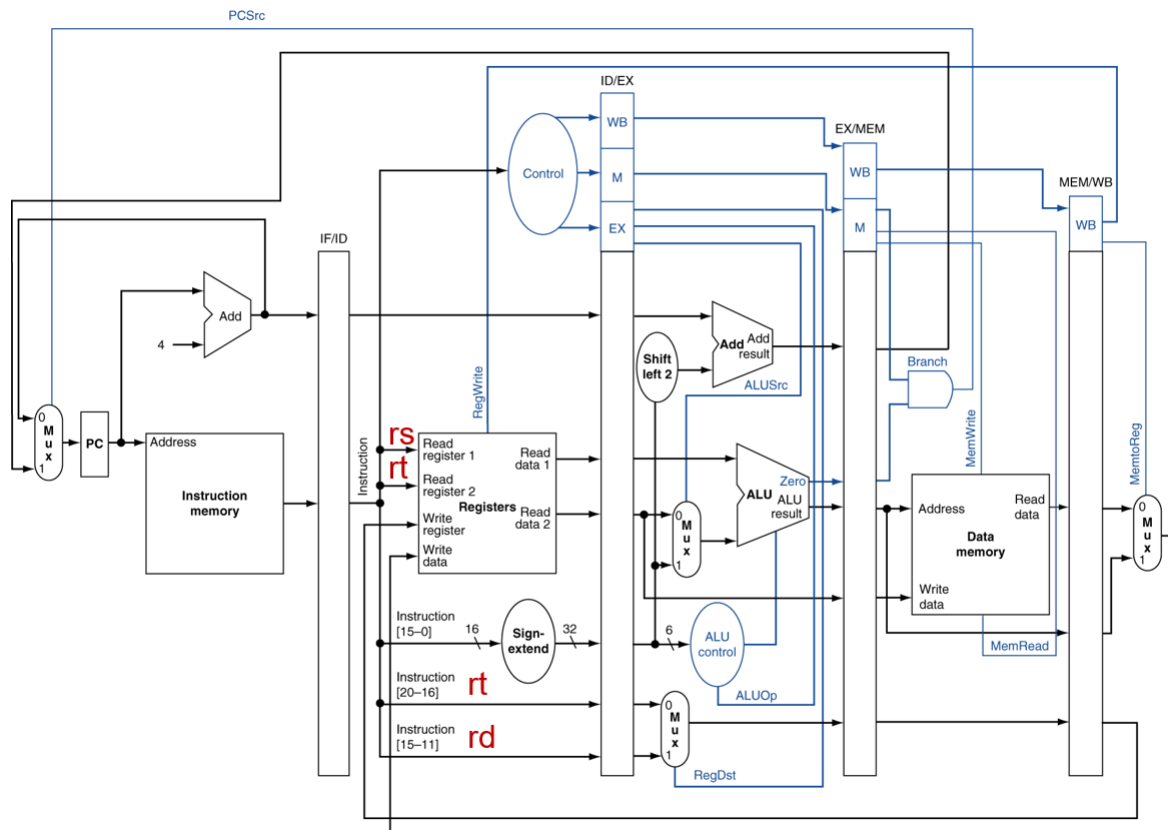 PCSrc
ID/EX
WB
EX/MEM
Control
M
WB
MEM/WB
EX
M
WB
IF/ID
Add
4
Shift
left 2
Add
Add
result
Branch
ALUSrc
RegWrite
MemWrite
MemtoReg
0
M
u
x
1
PC
Address
Instruction
memory
Instruction
rs
Read
register 1
rt
Read
register 2
Write
register
Write
data
Registers
Read
data 1
Read
data 2
0
M
u
x
1
Zero
ALU
ALU
result
Address
Read
data
Data
memory
Write
data
0
M
u
x
1
Instruction
[15–0]
16
Sign-
extend
32
6
ALU
control
MemRead
Instruction
[20–16]
rt
ALUOp
Instruction
[15–11]
rd
0
M
u
x
1
RegDst